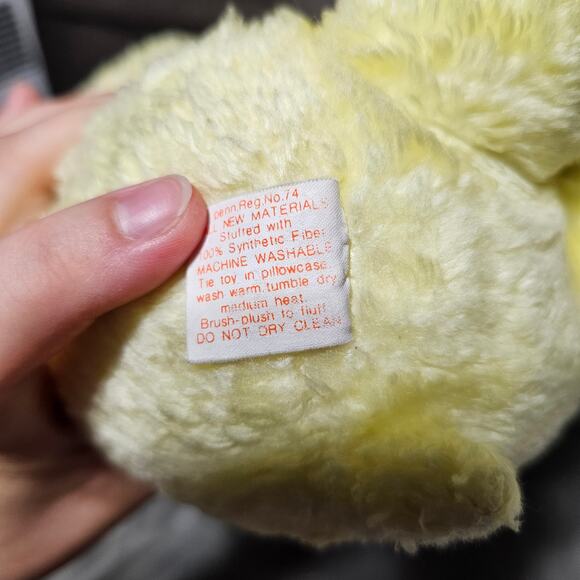 Penn.Reg.No.74
LL NEW MATERIALS
Stuffed with
100% Synthetic Fiber
MACHINE WASHABLE
Tie toy in pillowcase.
wash warm.tumble dry
medium heat.
Brush-plush to fluff
DO NOT DRY CLEAN